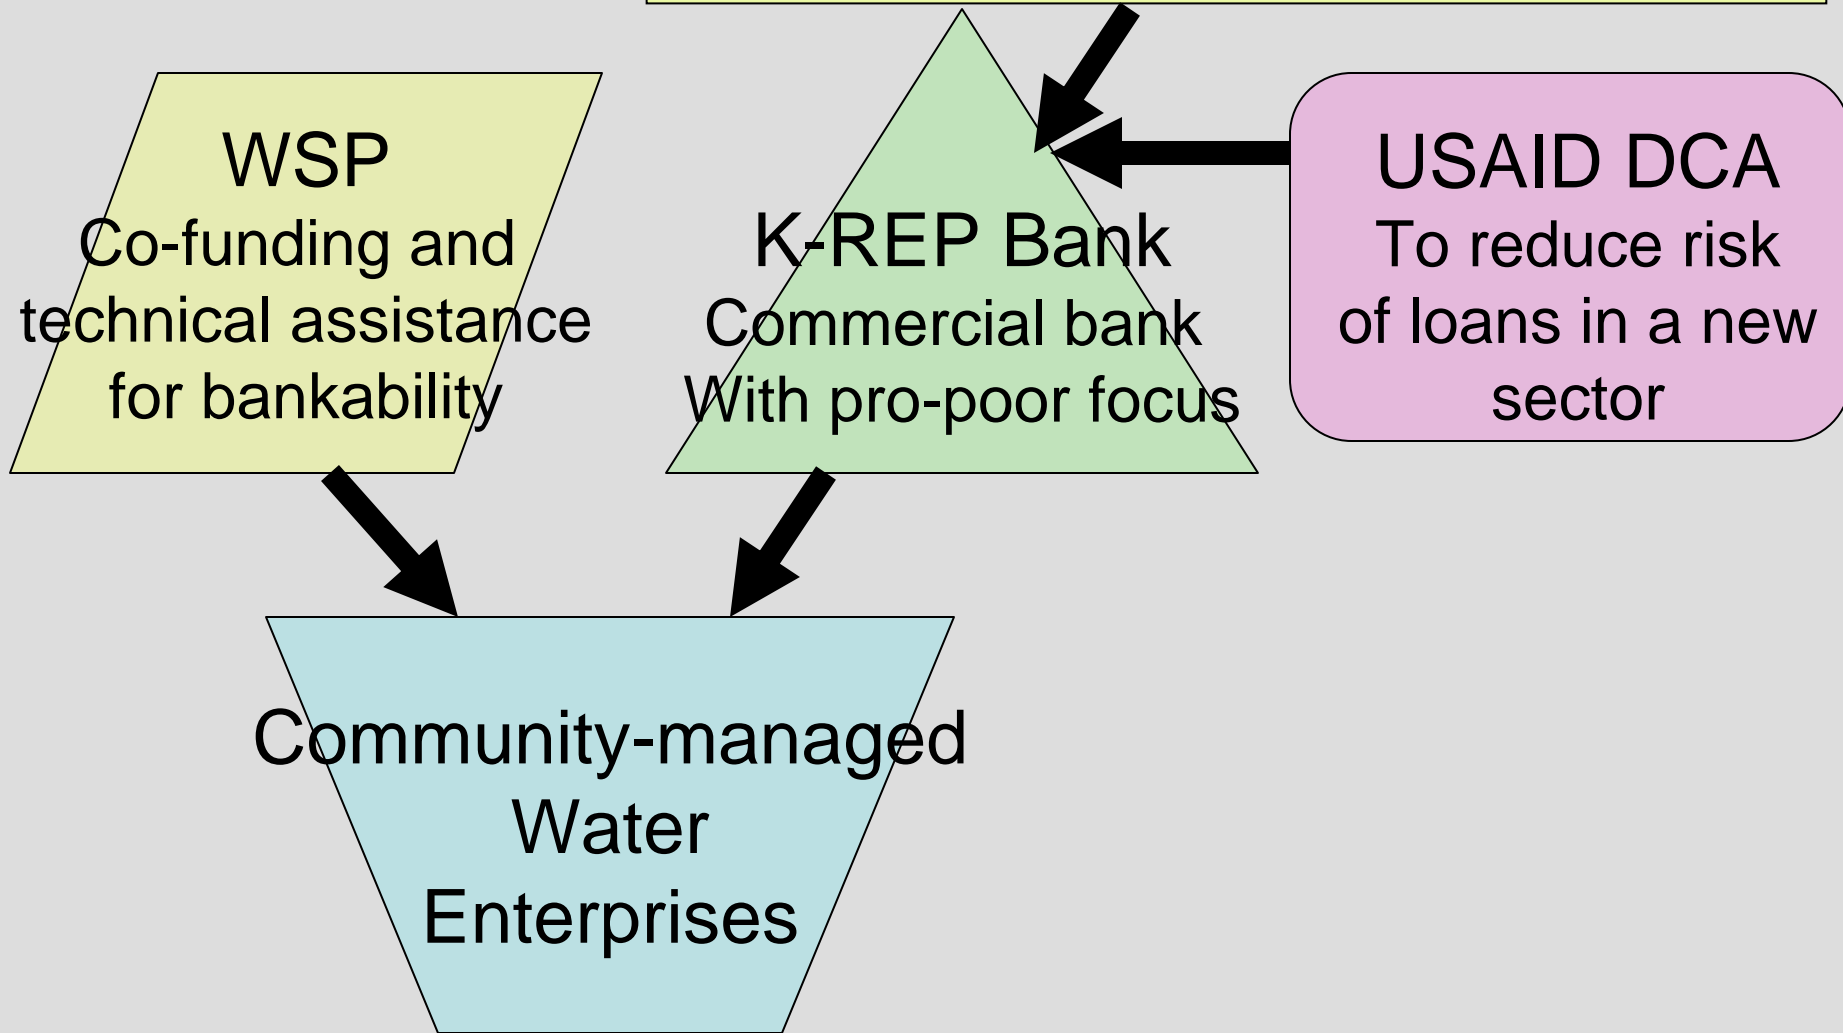 WSP
Co-funding and
technical assistance
for bankability
K-REP Bank
Commercial bank
With pro-poor focus
USAID DCA
To reduce risk
of loans in a new
sector
Community-managed
Water
Enterprises